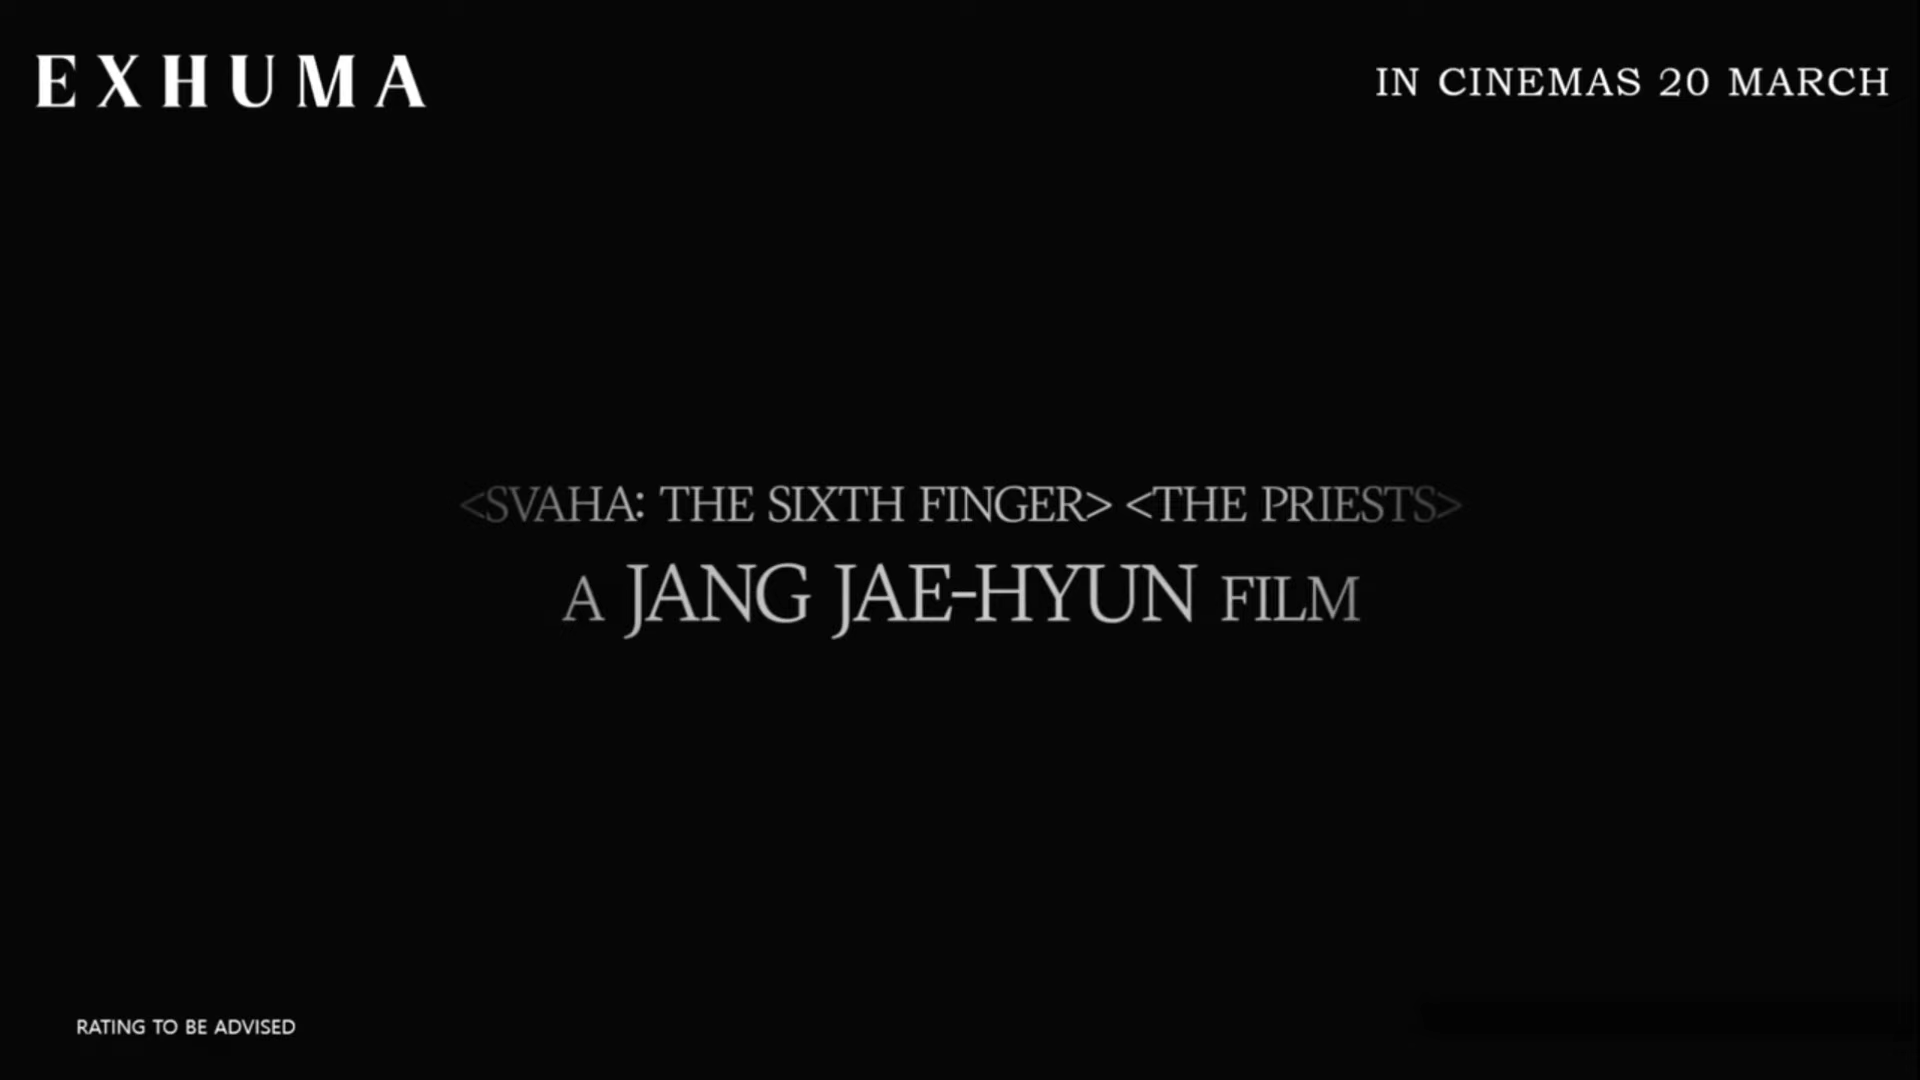 EXHUMA
IN CINEMAS 20 MARCH
<SVAHA: THE SIXTH FINGER> <THE PRIESTS>
A JANG JAE-HYUN FILM
RATING TO BE ADVISED